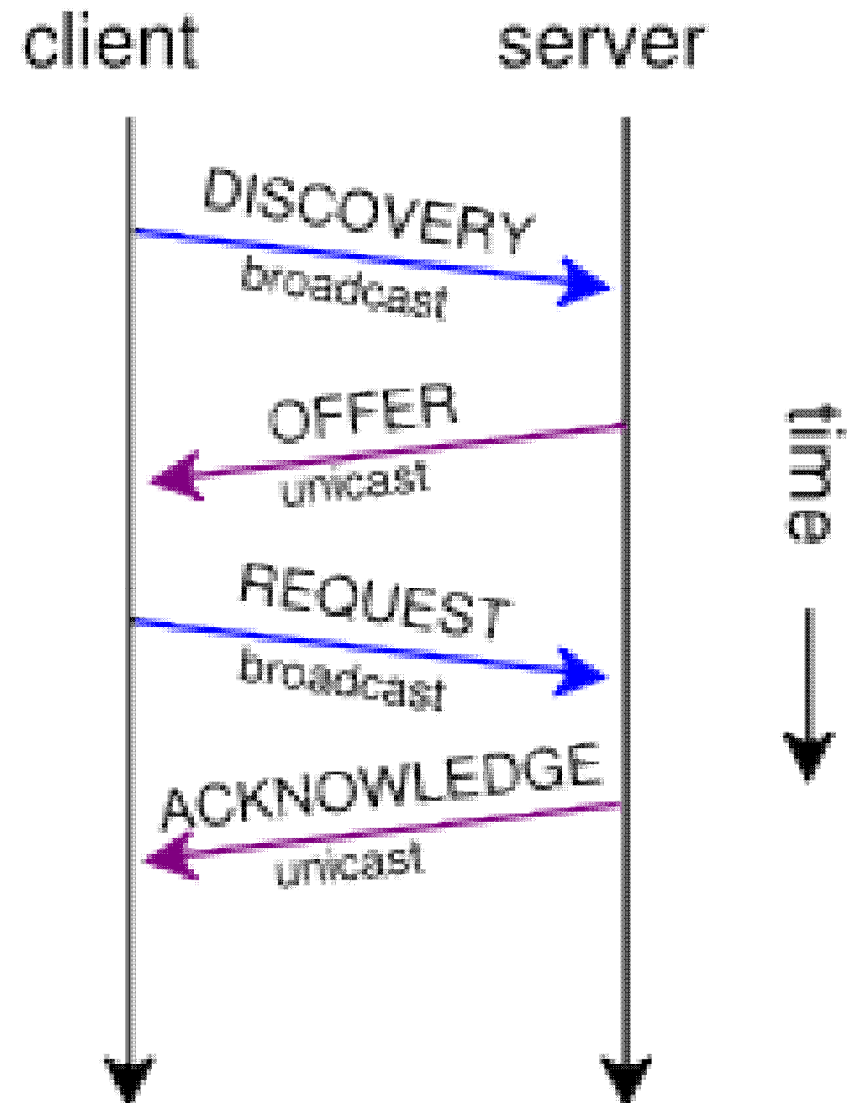 client
server
DISCOVERY
broadcast
OFFER
unicast
time
REQUEST
broadcast
ACKNOWLEDGE
unicast